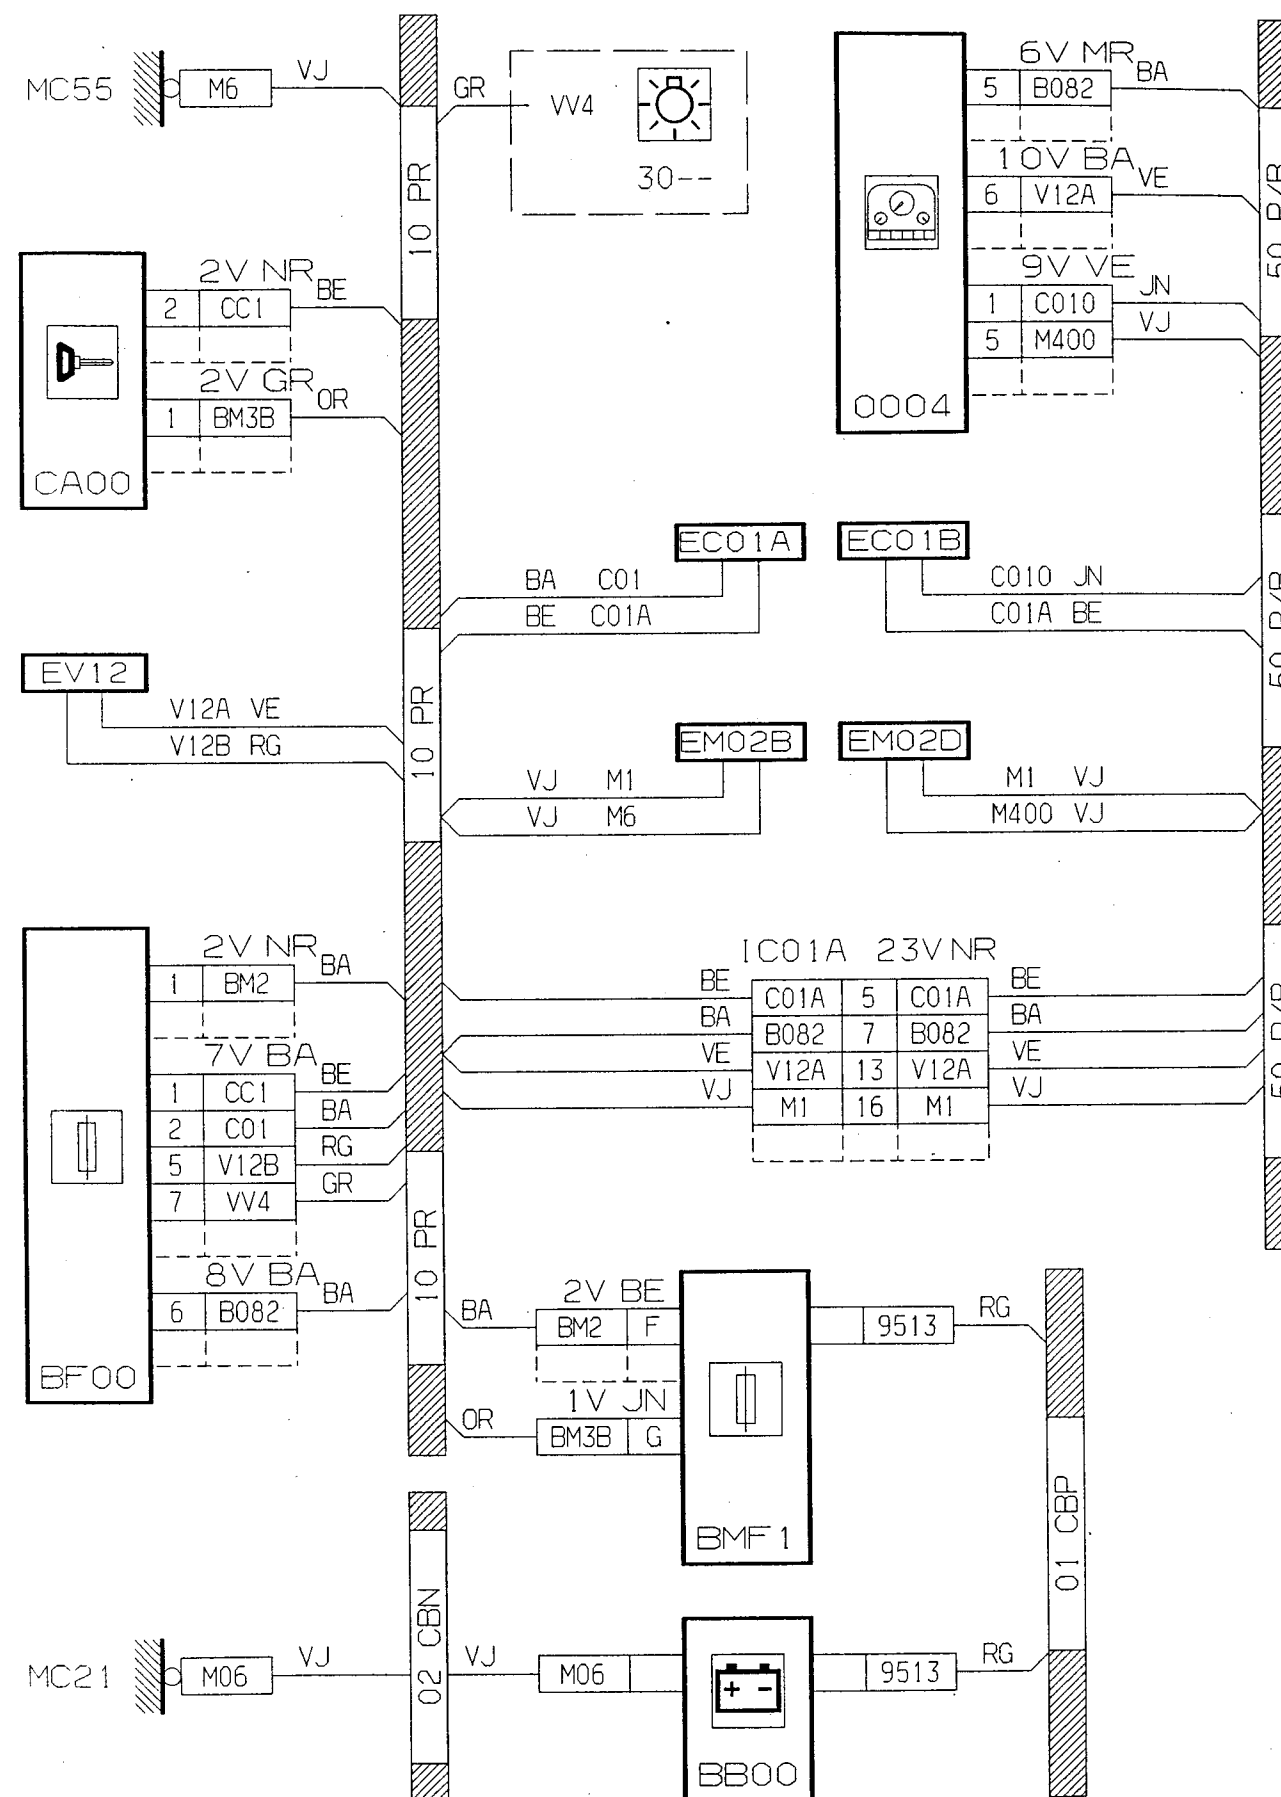 MC55 M6 VJ
GR VV4
30--
10 PR
6V MR BA
5 B082
10V BA VE
6 V12A
9V VE JN
1 C010
5 M400 VJ
0004
2V NR BE
2 CC1
2V GR OR
1 BM3B
CA00
EC01A
BA C01
BE C01A
EC01B
C010 JN
C01A BE
EV12
V12A VE
V12B RG
10 PR
EM02B
VJ M1
VJ M6
EM02D
M1 VJ
M400 VJ
2V NR BA
1 BM2
7V BA BE
1 CC1 BA
2 C01 RG
5 V12B GR
7 VV4
8V BA BA
6 B082
BF00
IC01A 23V NR
BE C01A 5 C01A BE
BA B082 7 B082 BA
VE V12A 13 V12A VE
VJ M1 16 M1 VJ
10 PR
2V BE
BA BM2 F
1V JN
OR BM3B G
BMF1
9513 RG
01 CBP
02 CBN
MC21 M06 VJ
VJ M06
BB00
+ -
9513 RG